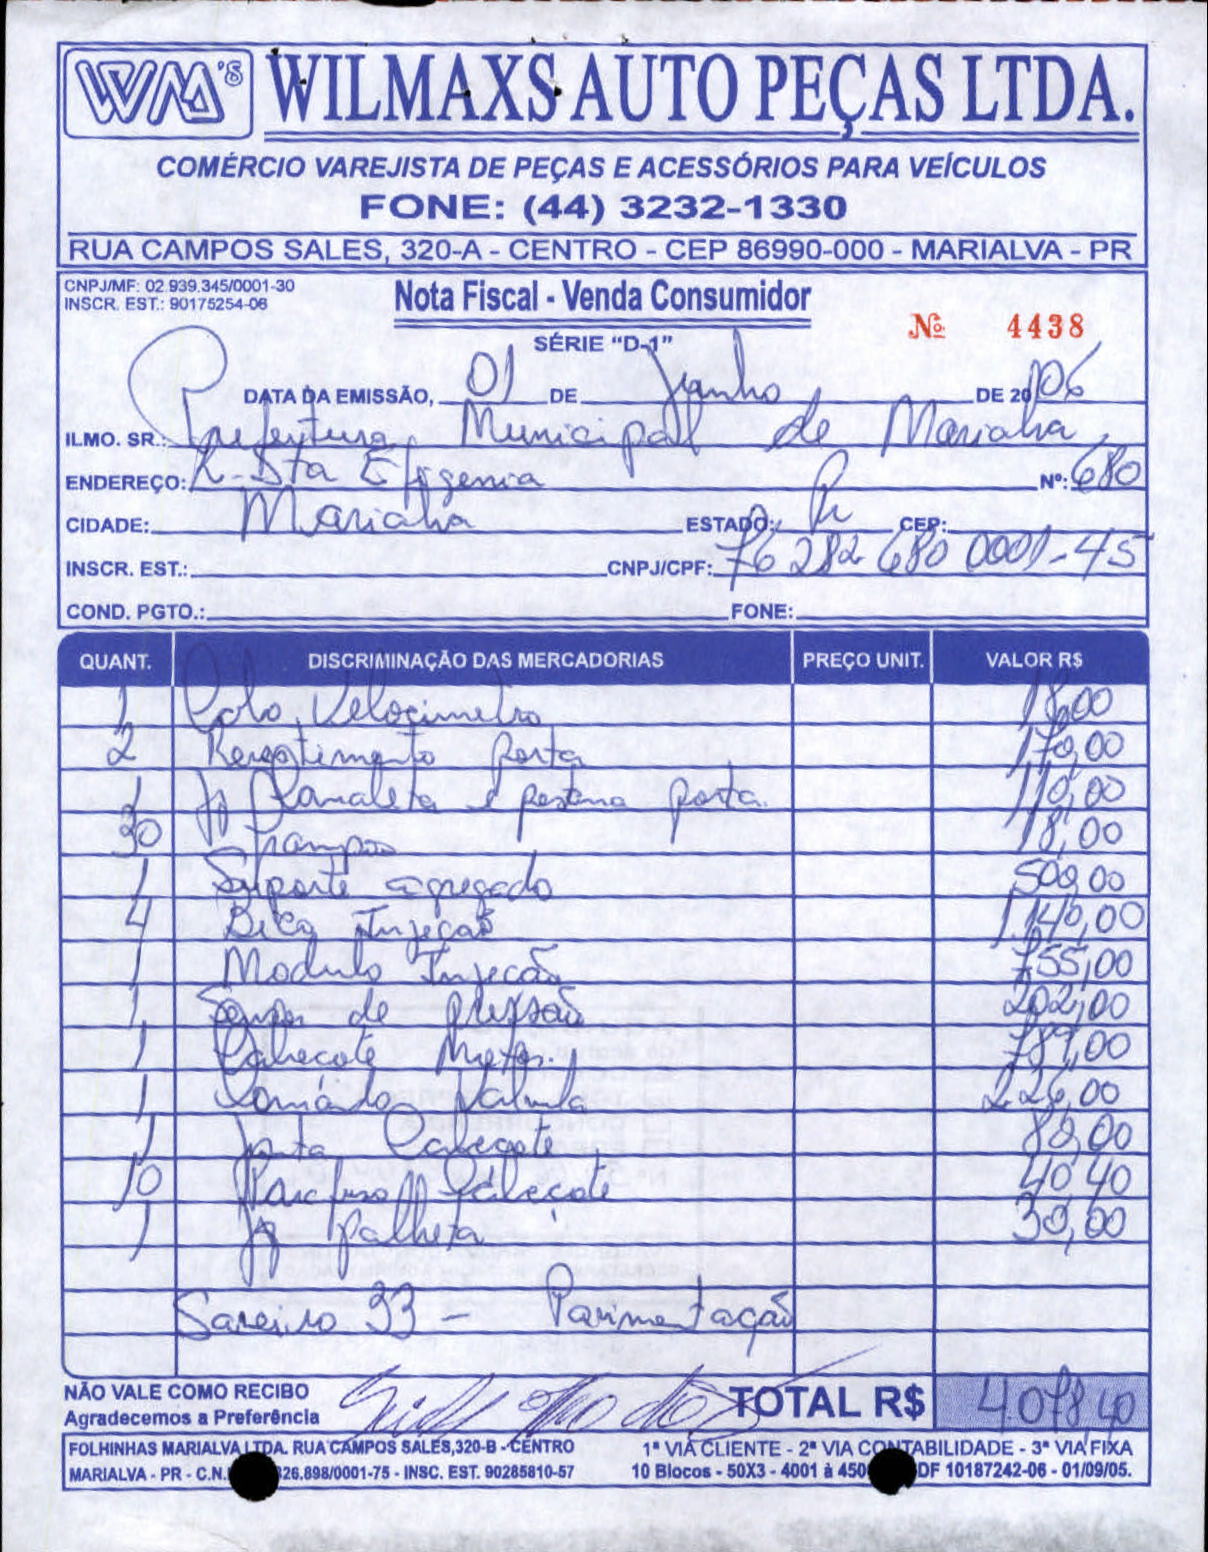 WM'S WILMAXS AUTO PEÇAS LTDA.
COMÉRCIO VAREJISTA DE PEÇAS E ACESSÓRIOS PARA VEÍCULOS
FONE: (44) 3232-1330
RUA CAMPOS SALES, 320-A - CENTRO - CEP 86990-000 - MARIALVA - PR
CNPJ/MF: 02.939.345/0001-30
INSCR. EST.: 90175254-06
Nota Fiscal - Venda Consumidor
SÉRIE "D-1"
Nº 4438
DATA DA EMISSÃO, 01 DE Junho DE 2006
ILMO. SR.: Prefeitura Municipal de Marialva
ENDEREÇO: R. Sta Efigenia Nº: 680
CIDADE: Marialva ESTADO: Pr CEP:
INSCR. EST.: CNPJ/CPF: 76 282 680 0001-45
COND. PGTO.: FONE:
QUANT. DISCRIMINAÇÃO DAS MERCADORIAS PREÇO UNIT. VALOR R$
1 Velocimetro 18,00
2 Revestimento porta 170,00
1 Jg Canaleta e pestana porta 110,00
30 Grampos 18,00
1 Suporte agregado 500,00
4 Bico Injeção 1.140,00
1 Modulo Injecão 755,00
1 de pressão 202,00
1 Cabeçote Motor 789,00
1 Comando Valvula 226,00
1 junta Cabeçote 80,00
10 Parafuso Cabeçote 40 40
1 Jg palheta 30,00
Saveiro 33 - Pavimentação
NÃO VALE COMO RECIBO
Agradecemos a Preferência
TOTAL R$ 4.078,40
FOLHINHAS MARIALVA LTDA. RUA CAMPOS SALES,320-B - CENTRO
MARIALVA - PR - C.N. 26.898/0001-75 - INSC. EST. 90285810-57
1ª VIA CLIENTE - 2ª VIA CONTABILIDADE - 3ª VIA FIXA
10 Blocos - 50X3 - 4001 à 450 DF 10187242-06 - 01/09/05.